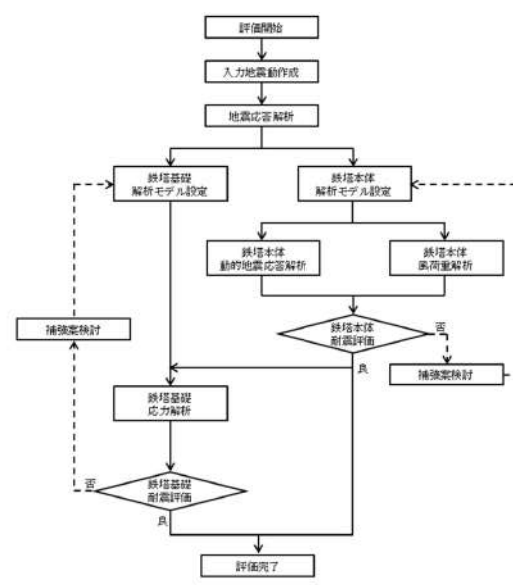 評価開始
入力地震動作成
地震応答解析
鉄塔基礎
解析モデル設定
鉄塔本体
解析モデル設定
鉄塔本体
動的地震応答解析
鉄塔本体
風荷重解析
補強案検討
鉄塔本体
耐震評価
否
良
補強案検討
鉄塔基礎
応力解析
否
鉄塔基礎
耐震評価
良
評価完了